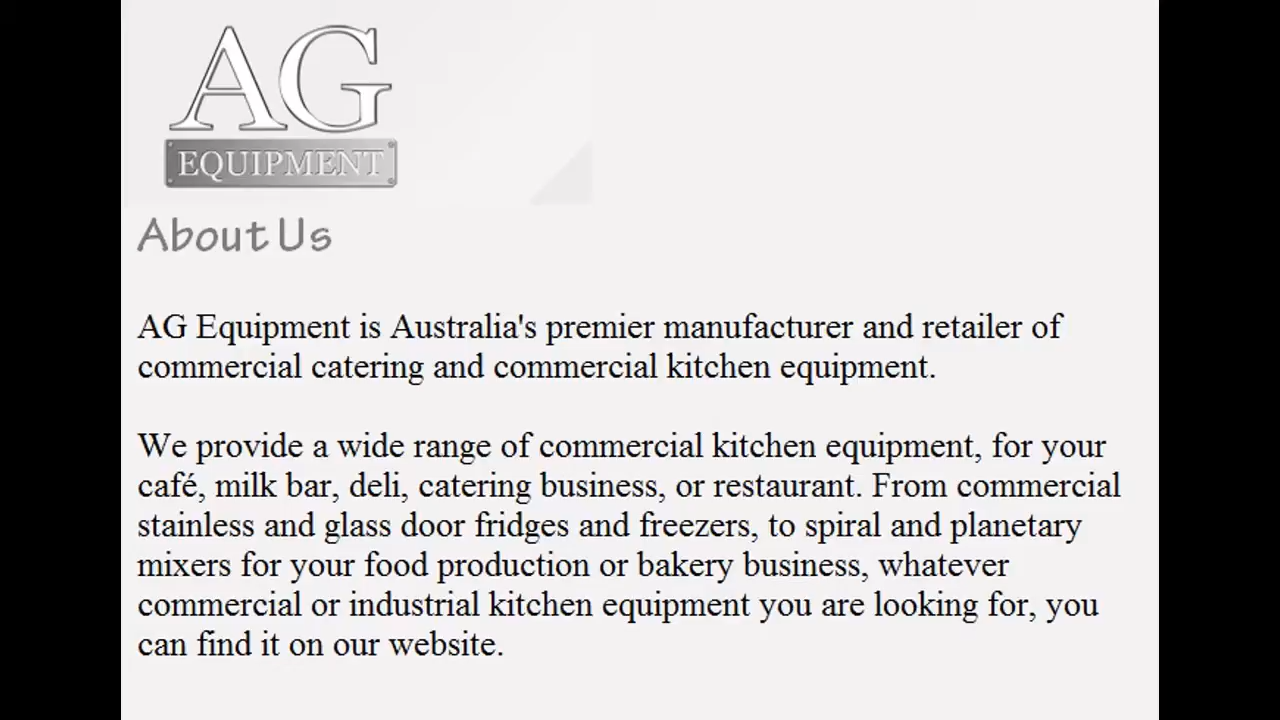 AG
EQUIPMENT
About Us
AG Equipment is Australia's premier manufacturer and retailer of
commercial catering and commercial kitchen equipment.
We provide a wide range of commercial kitchen equipment, for your
café, milk bar, deli, catering business, or restaurant. From commercial
stainless and glass door fridges and freezers, to spiral and planetary
mixers for your food production or bakery business, whatever
commercial or industrial kitchen equipment you are looking for, you
can find it on our website.